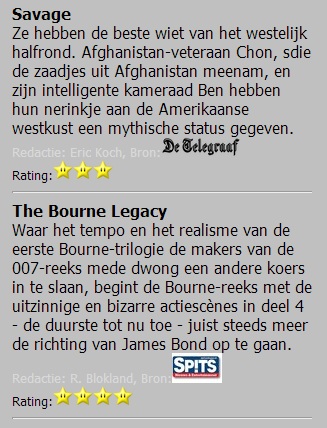 Savage
Ze hebben de beste wiet van het westelijk
halfrond. Afghanistan-veteraan Chon, sdie
de zaadjes uit Afghanistan meenam, en
zijn intelligente kameraad Ben hebben
hun nerinkje aan de Amerikaanse
westkust een mythische status gegeven.
Redactie: Eric Koch, Bron: De Telegraaf
Rating:
The Bourne Legacy
Waar het tempo en het realisme van de
eerste Bourne-trilogie de makers van de
007-reeks mede dwong een andere koers
in te slaan, begint de Bourne-reeks met de
uitzinnige en bizarre actiescènes in deel 4
- de duurste tot nu toe - juist steeds meer
de richting van James Bond op te gaan.
Redactie: R. Blokland, Bron: SPITS
Rating: